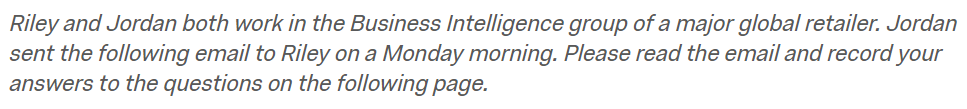 Riley and Jordan both work in the Business Intelligence group of a major global retailer. Jordan
sent the following email to Riley on a Monday morning. Please read the email and record your
answers to the questions on the following page.